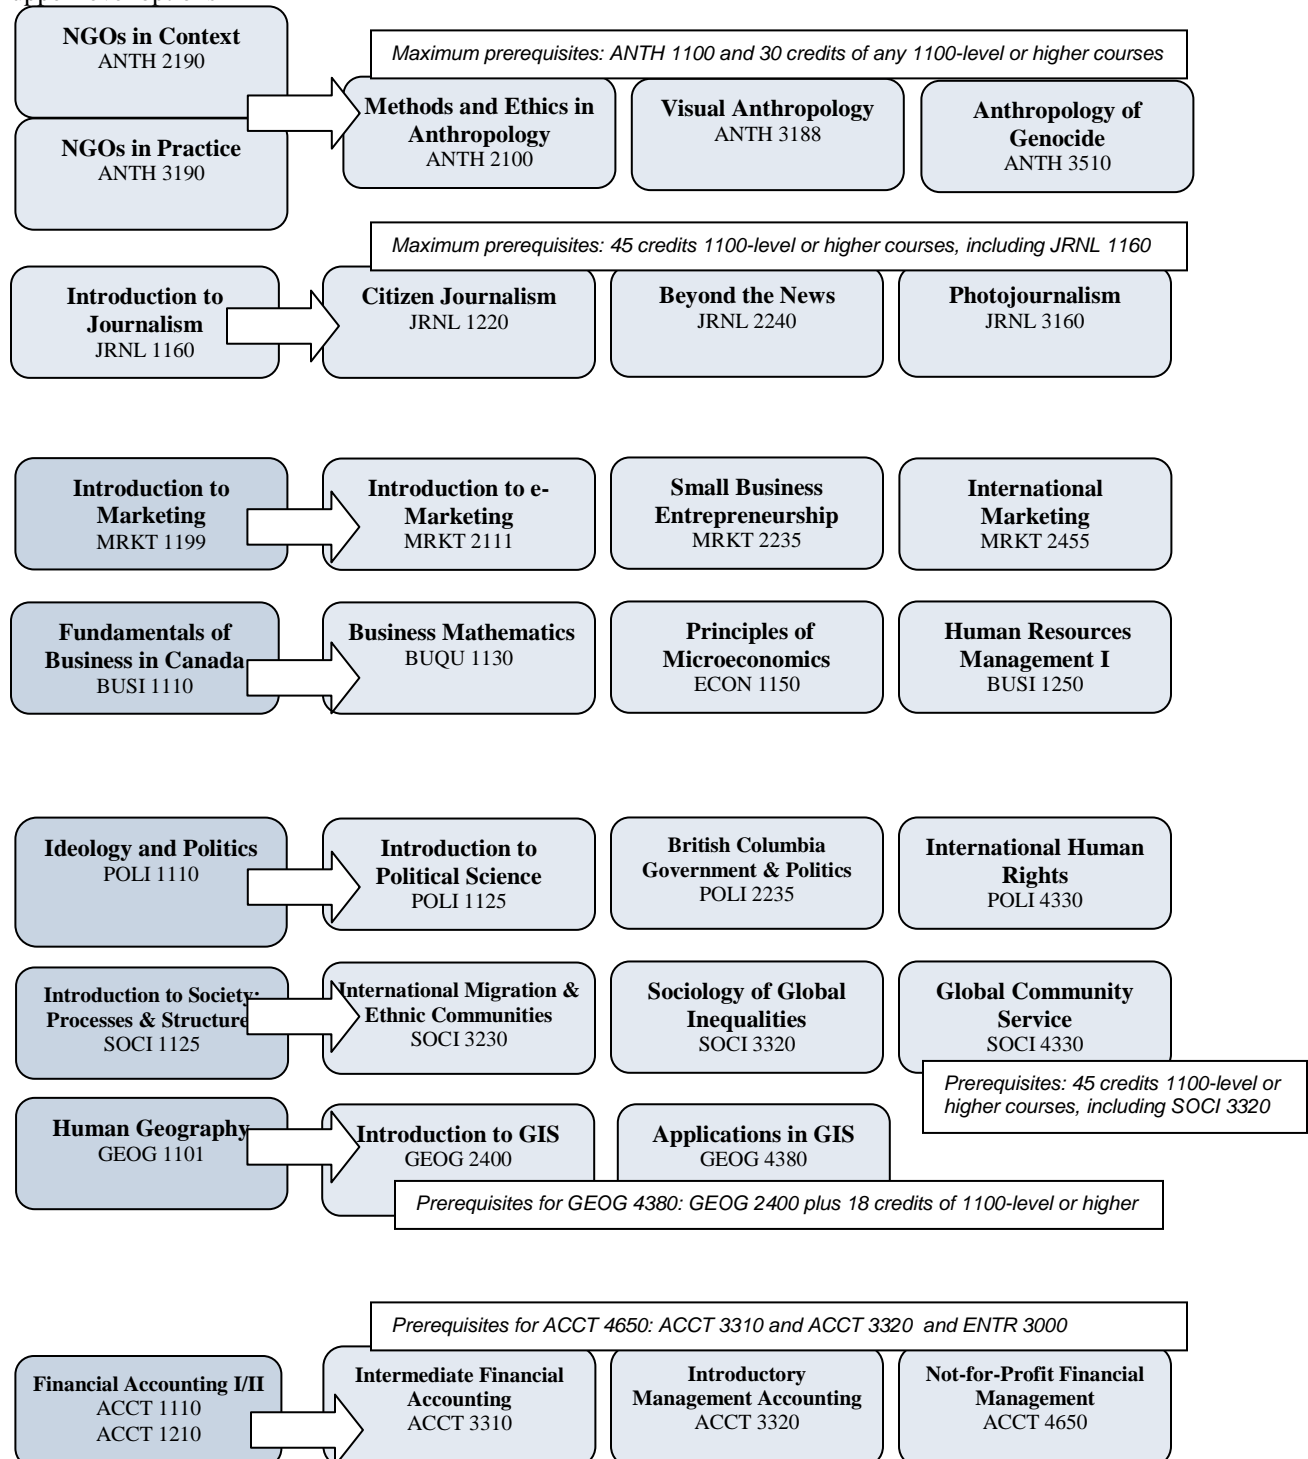 NGOs in Context
ANTH 2190
NGOs in Practice
ANTH 3190
Maximum prerequisites: ANTH 1100 and 30 credits of any 1100-level or higher courses
Methods and Ethics in
Anthropology
ANTH 2100
Visual Anthropology
ANTH 3188
Anthropology of
Genocide
ANTH 3510
Maximum prerequisites: 45 credits 1100-level or higher courses, including JRNL 1160
Introduction to
Journalism
JRNL 1160
Citizen Journalism
JRNL 1220
Beyond the News
JRNL 2240
Photojournalism
JRNL 3160
Introduction to
Marketing
MRKT 1199
Introduction to e-
Marketing
MRKT 2111
Small Business
Entrepreneurship
MRKT 2235
International
Marketing
MRKT 2455
Fundamentals of
Business in Canada
BUSI 1110
Business Mathematics
BUQU 1130
Principles of
Microeconomics
ECON 1150
Human Resources
Management I
BUSI 1250
Ideology and Politics
POLI 1110
Introduction to
Political Science
POLI 1125
British Columbia
Government & Politics
POLI 2235
International Human
Rights
POLI 4330
Introduction to Society:
Processes & Structure
SOCI 1125
International Migration &
Ethnic Communities
SOCI 3230
Sociology of Global
Inequalities
SOCI 3320
Global Community
Service
SOCI 4330
Prerequisites: 45 credits 1100-level or
higher courses, including SOCI 3320
Human Geography
GEOG 1101
Introduction to GIS
GEOG 2400
Applications in GIS
GEOG 4380
Prerequisites for GEOG 4380: GEOG 2400 plus 18 credits of 1100-level or higher
Prerequisites for ACCT 4650: ACCT 3310 and ACCT 3320 and ENTR 3000
Financial Accounting I/II
ACCT 1110
ACCT 1210
Intermediate Financial
Accounting
ACCT 3310
Introductory
Management Accounting
ACCT 3320
Not-for-Profit Financial
Management
ACCT 4650